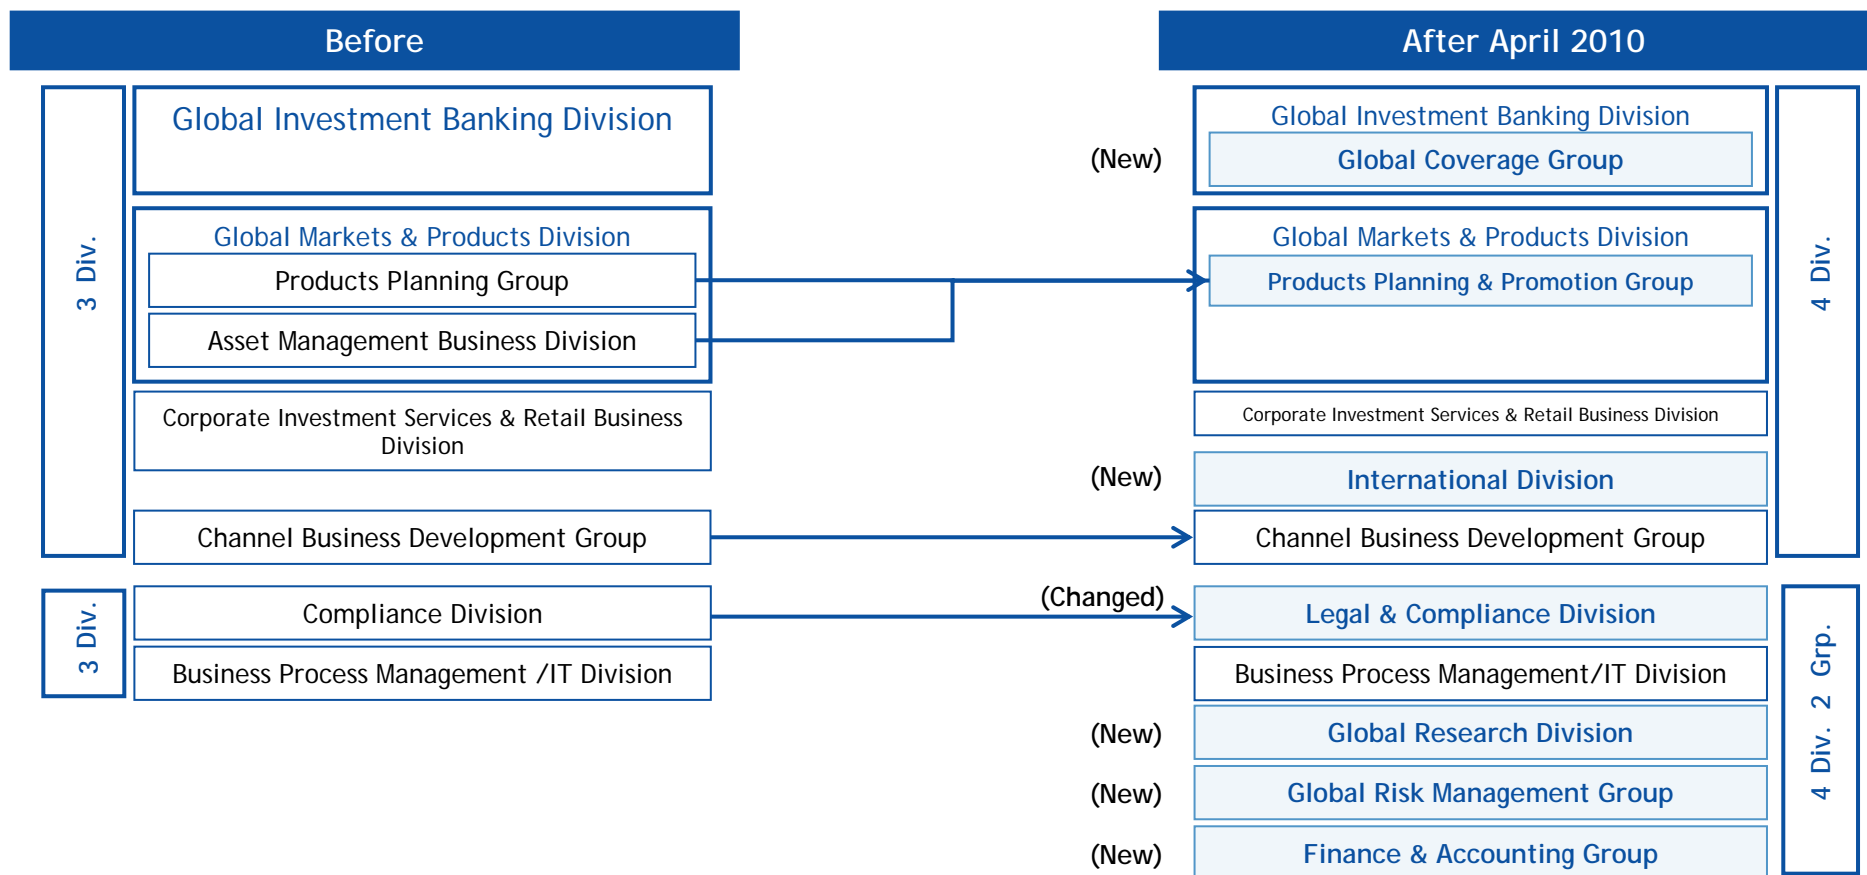 Before
3 Div.
Global Investment Banking Division
Global Markets & Products Division
Products Planning Group
Asset Management Business Division
Corporate Investment Services & Retail Business
Division
Channel Business Development Group
3 Div.
Compliance Division
Business Process Management /IT Division
After April 2010
4 Div.
Global Investment Banking Division
(New)
Global Coverage Group
Global Markets & Products Division
Products Planning & Promotion Group
Corporate Investment Services & Retail Business Division
(New)
International Division
Channel Business Development Group
4 Div. 2 Grp.
(Changed)
Legal & Compliance Division
Business Process Management/IT Division
(New)
Global Research Division
(New)
Global Risk Management Group
(New)
Finance & Accounting Group